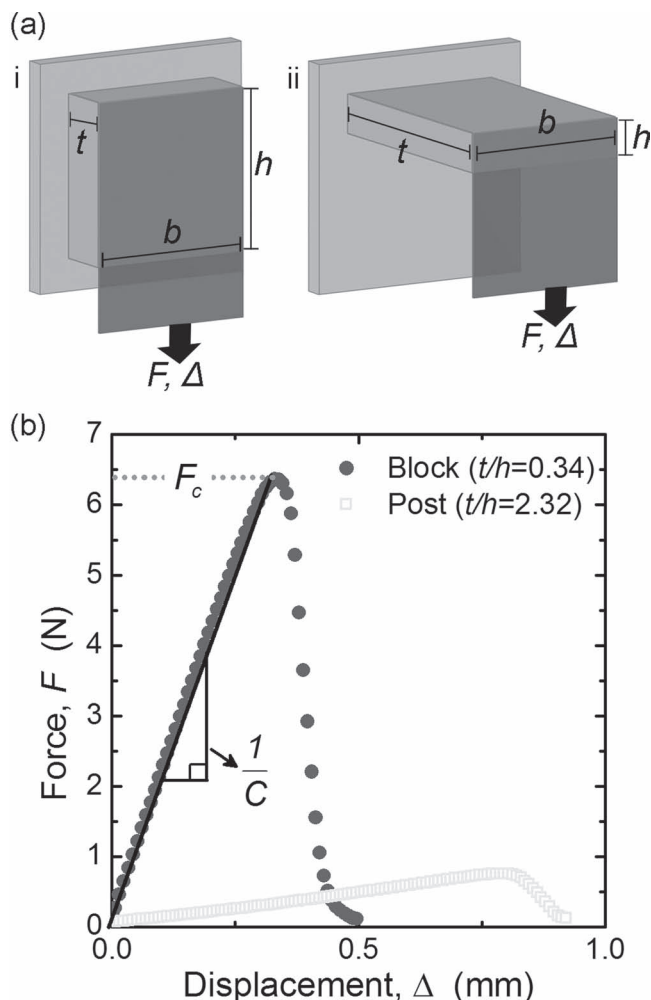 (a)
i
ii
t
h
b
t
b
h
F, Δ
F, Δ
(b)
7
6
5
4
3
2
1
0
Force, F (N)
F_c
Block (t/h=0.34)
Post (t/h=2.32)
1
C
0.0
0.5
1.0
Displacement, Δ (mm)